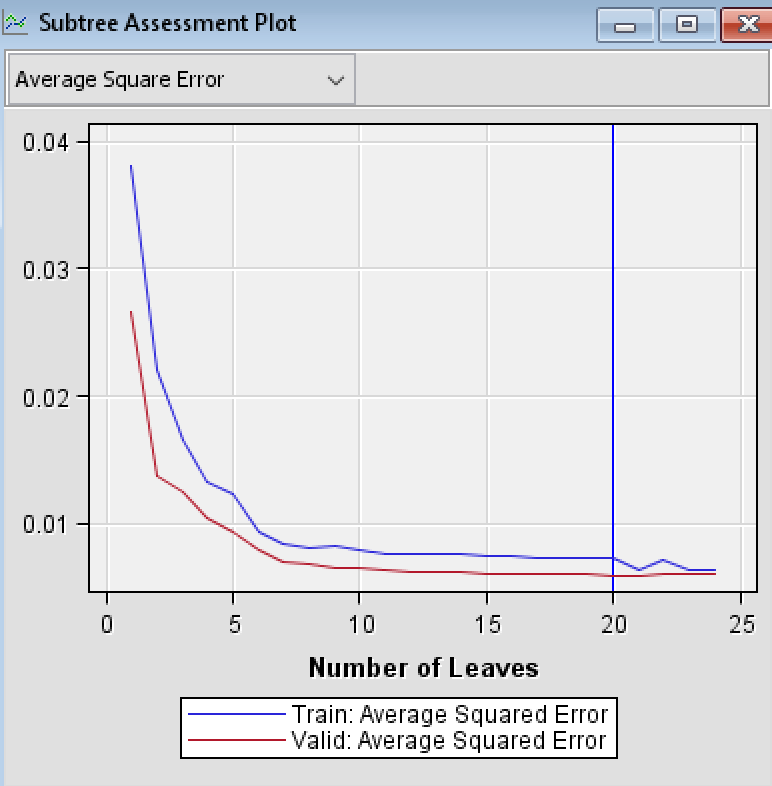 Subtree Assessment Plot
Average Square Error
0.04
0.03
0.02
0.01
0 5 10 15 20 25
Number of Leaves
Train: Average Squared Error
Valid: Average Squared Error